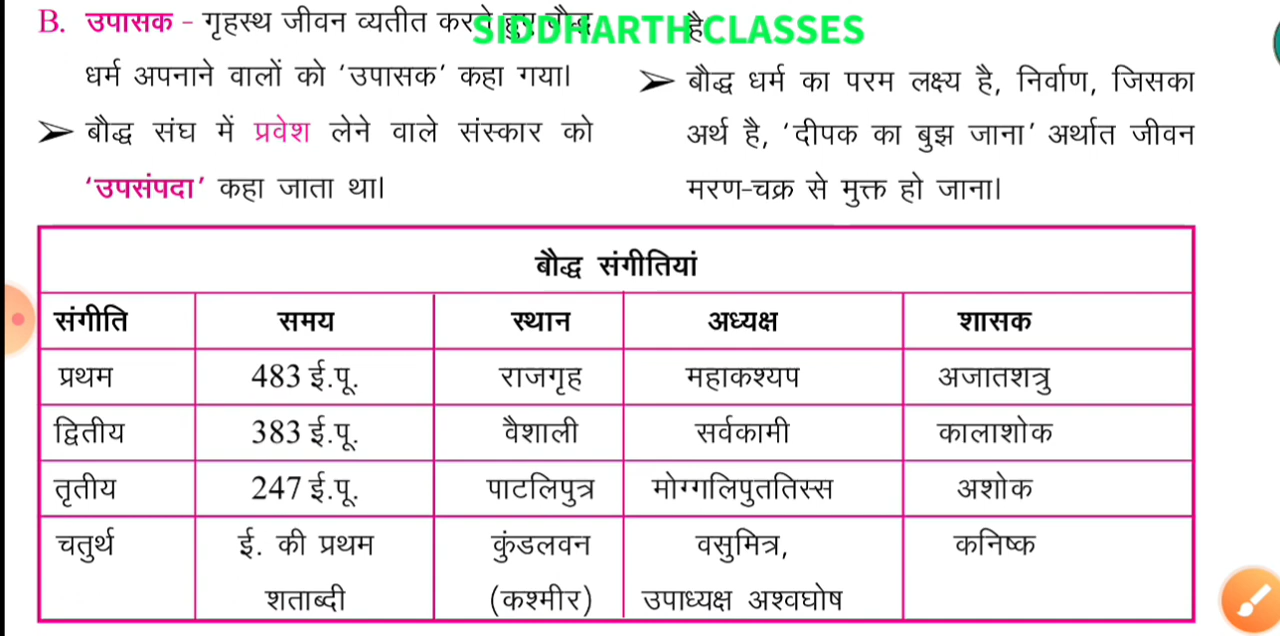 B. उपासक - गृहस्थ जीवन व्यतीत करते हुए बौद्ध
धर्म अपनाने वालों को 'उपासक' कहा गया।
➢ बौद्ध संघ में प्रवेश लेने वाले संस्कार को
'उपसंपदा' कहा जाता था।
SIDDHARTH CLASSES
है
➢ बौद्ध धर्म का परम लक्ष्य है, निर्वाण, जिसका
अर्थ है, 'दीपक का बुझ जाना' अर्थात जीवन
मरण-चक्र से मुक्त हो जाना।
बौद्ध संगीतियां
संगीति समय स्थान अध्यक्ष शासक
प्रथम 483 ई.पू. राजगृह महाकश्यप अजातशत्रु
द्वितीय 383 ई.पू. वैशाली सर्वकामी कालाशोक
तृतीय 247 ई.पू. पाटलिपुत्र मोग्गलिपुततिस्स अशोक
चतुर्थ ई. की प्रथम कुंडलवन वसुमित्र, कनिष्क
शताब्दी (कश्मीर) उपाध्यक्ष अश्वघोष